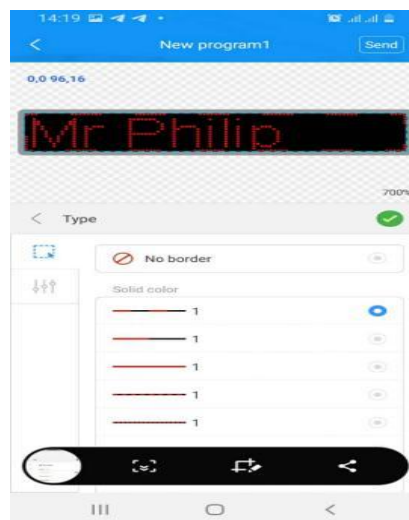 14:19
New program1
Send
0,0 96,16
Mr Philip
700%
Type
No border
Solid color
1
1
1
1
1